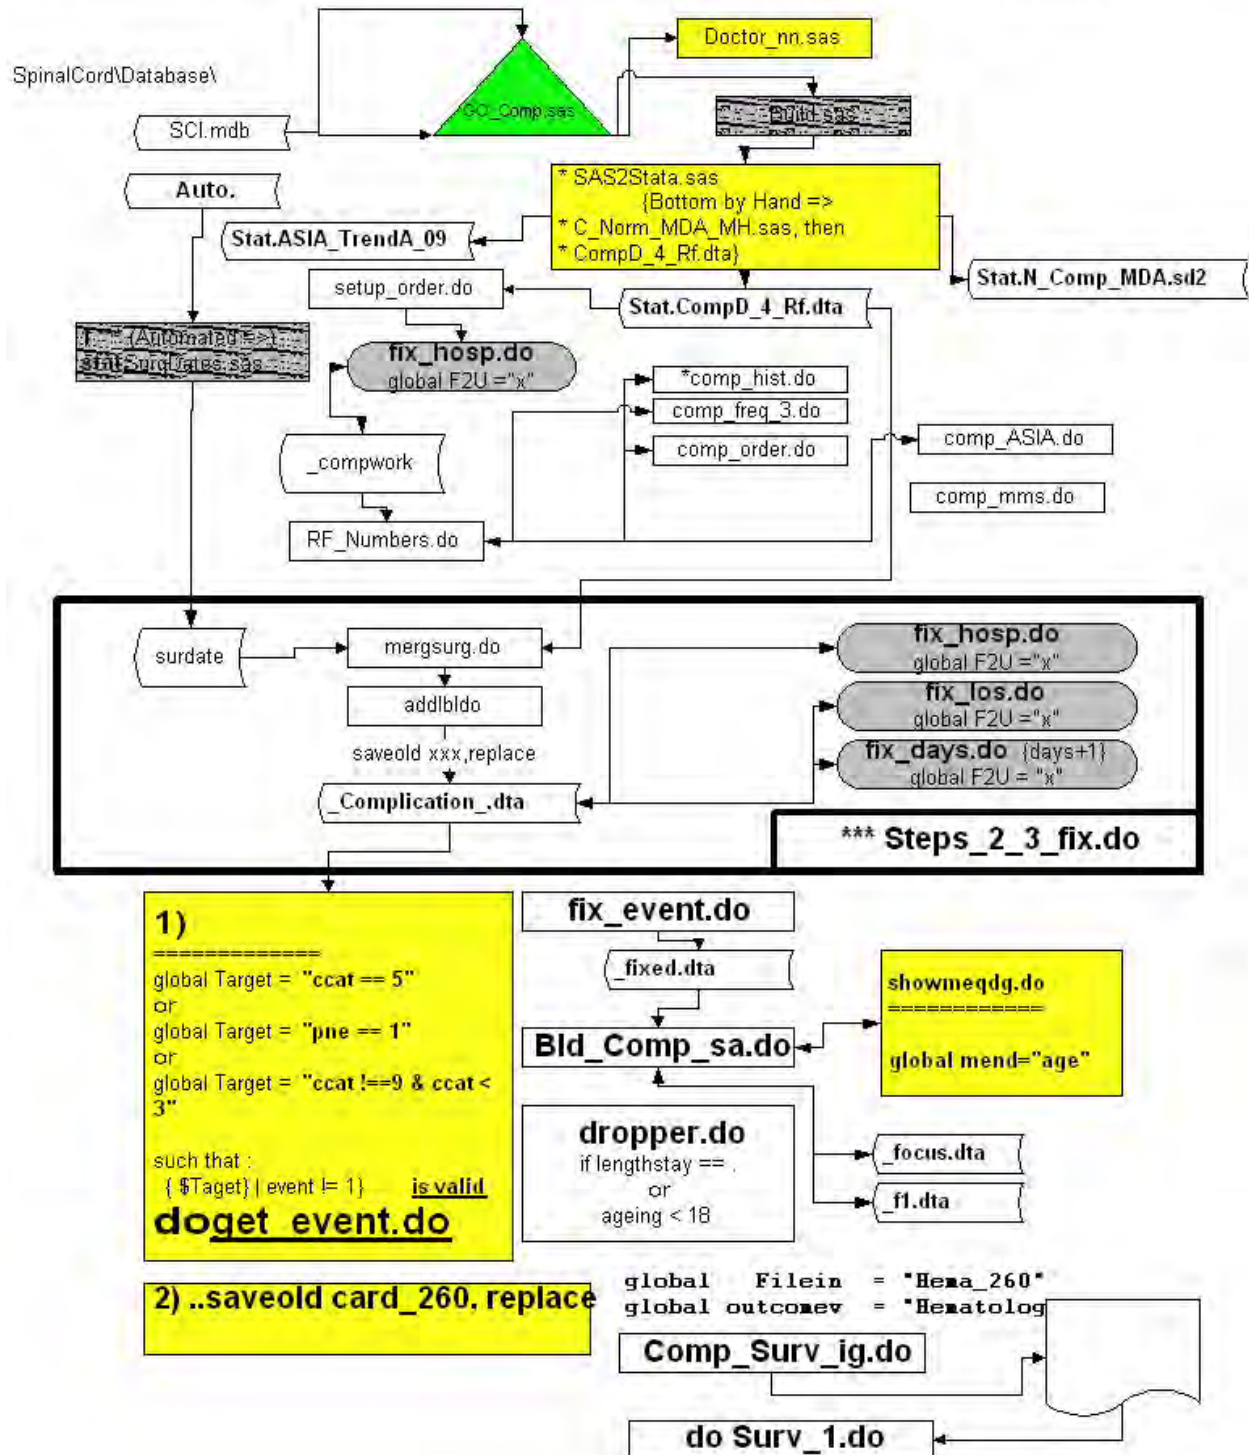 Doctor_nn.sas
SpinalCord\Database\
GO_Comp.sas
SCI.mdb
Build.sas
Auto.
* SAS2Stata.sas
{Bottom by Hand =>
* C_Norm_MDA_MH.sas, then
* CompD_4_Rf.dta}
Stat.ASIA_TrendA_09
Stat.N_Comp_MDA.sd2
setup_order.do
Stat.CompD_4_Rf.dta
(Automated =>)
stat.SurgDates.sas
fix_hosp.do
global F2U ="x"
*comp_hist.do
comp_freq_3.do
comp_order.do
comp_ASIA.do
_compwork
comp_mms.do
RF_Numbers.do
surdate
mergsurg.do
fix_hosp.do
global F2U ="x"
addlbldo
fix_los.do
global F2U ="x"
saveold xxx,replace
fix_days.do {days+1}
global F2U = "x"
_Complication_.dta
*** Steps_2_3_fix.do
1)
=============
global Target = "ccat == 5"
or
global Target = "pne == 1"
or
global Target = "ccat !==9 & ccat <
3"
such that :
{ $Taget} | event != 1} is valid
doget_event.do
fix_event.do
_fixed.dta
Bld_Comp_sa.do
showmeqdg.do
============
global mend="age"
dropper.do
if lengthstay == .
or
ageing < 18
_focus.dta
_f1.dta
2) ..saveold card_260, replace
global Filein = "Hema_260"
global outcomev = "Hematolog
Comp_Surv_ig.do
do Surv_1.do